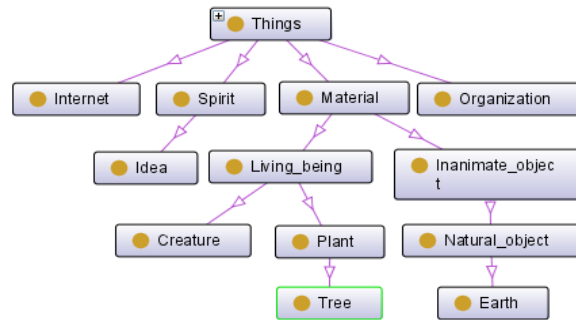 Things
Internet
Spirit
Material
Organization
Idea
Living_being
Inanimate_objec
t
Creature
Plant
Natural_object
Tree
Earth